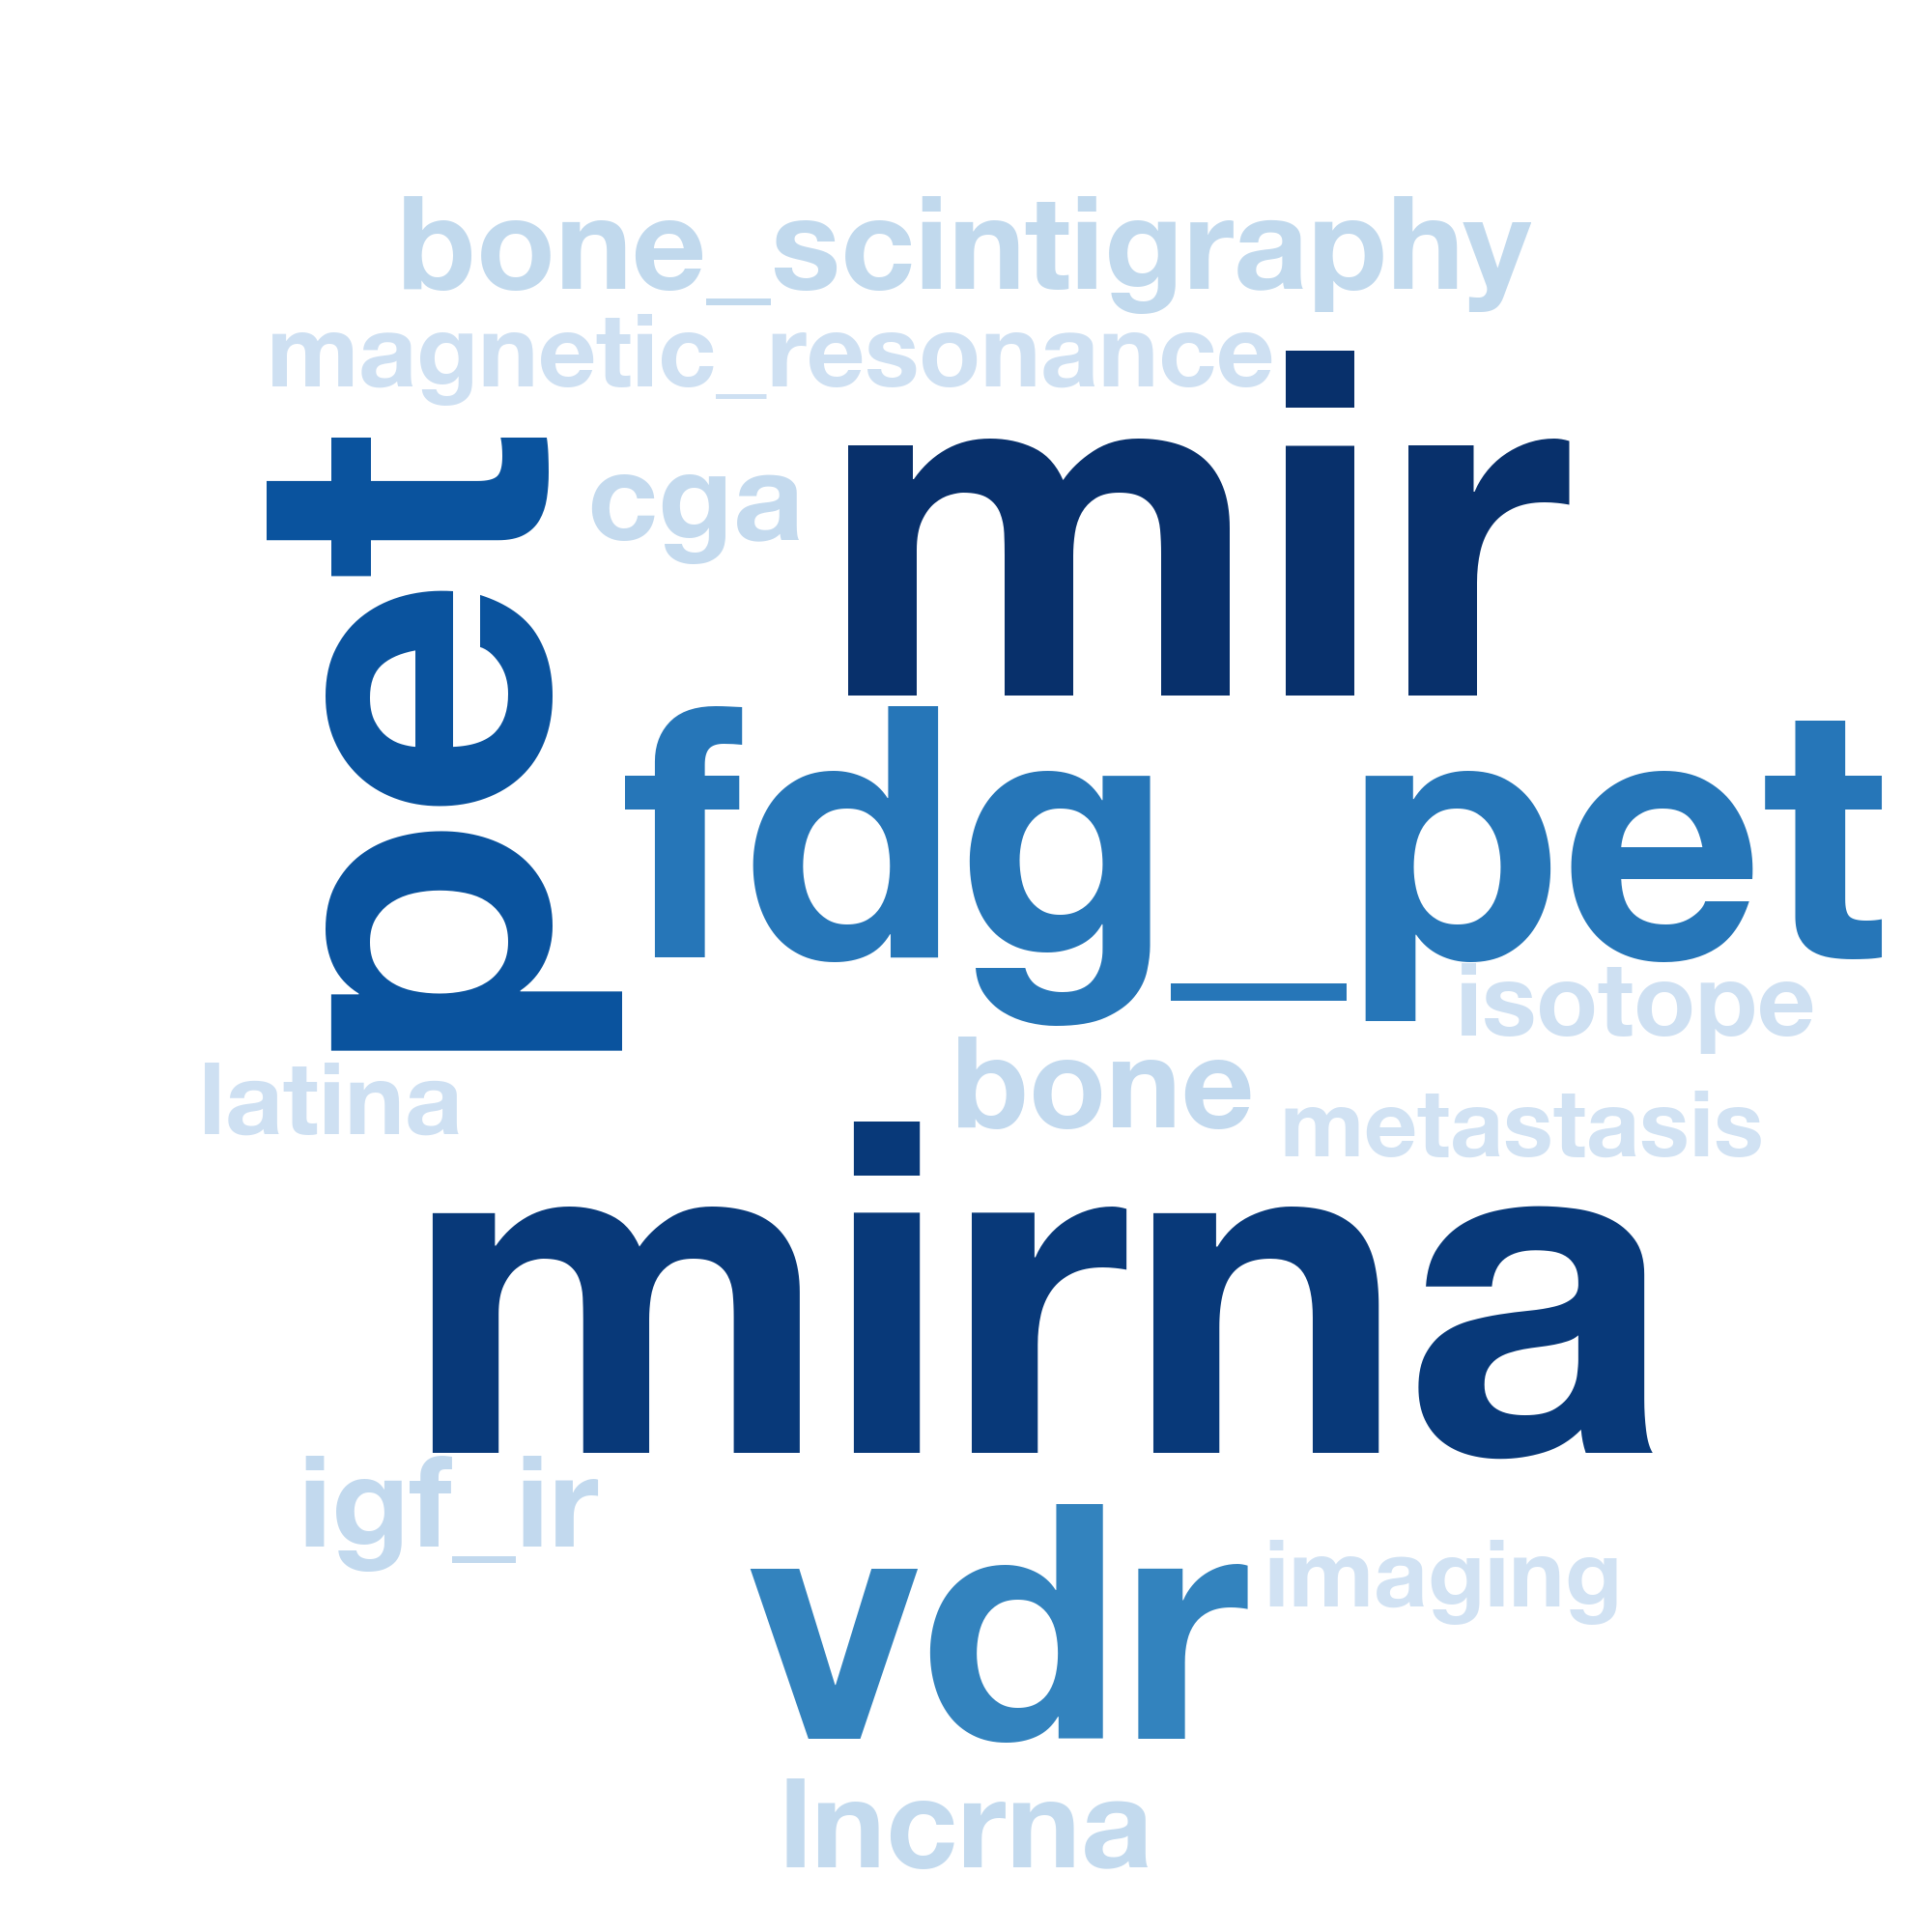 bone_scintigraphy
magnetic_resonance
pet
cga
mir
fdg_pet
isotope
latina
bone
metastasis
mirna
igf_ir
vdr
imaging
lncrna